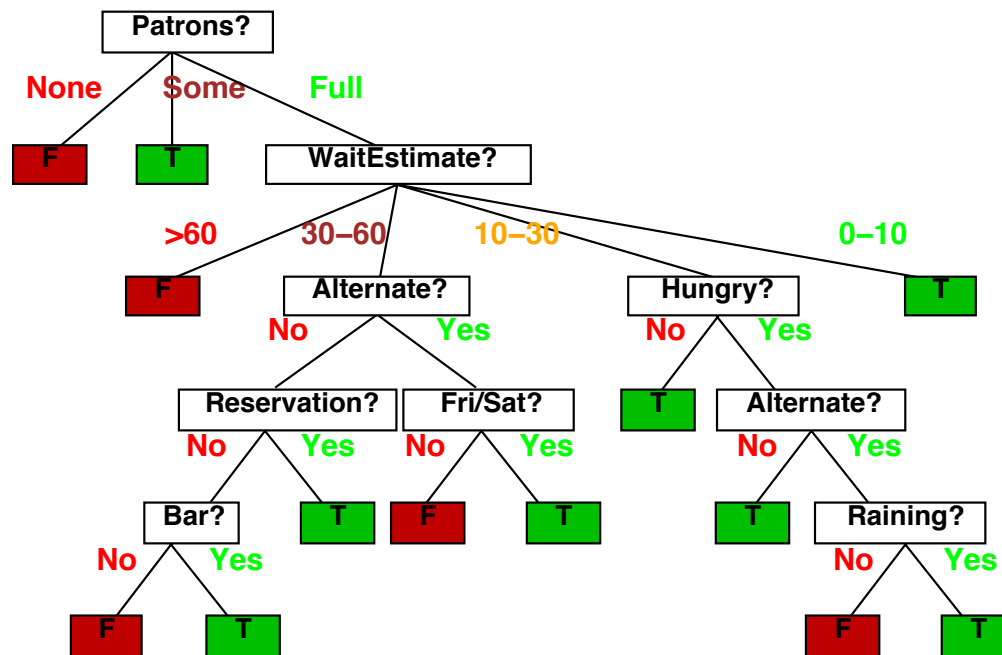 Patrons?
None Some Full
F T WaitEstimate?
>60 30–60 10–30 0–10
F Alternate? Hungry? T
No Yes No Yes
Reservation? Fri/Sat? T Alternate?
No Yes No Yes No Yes
Bar? T F T T Raining?
No Yes No Yes
F T F T